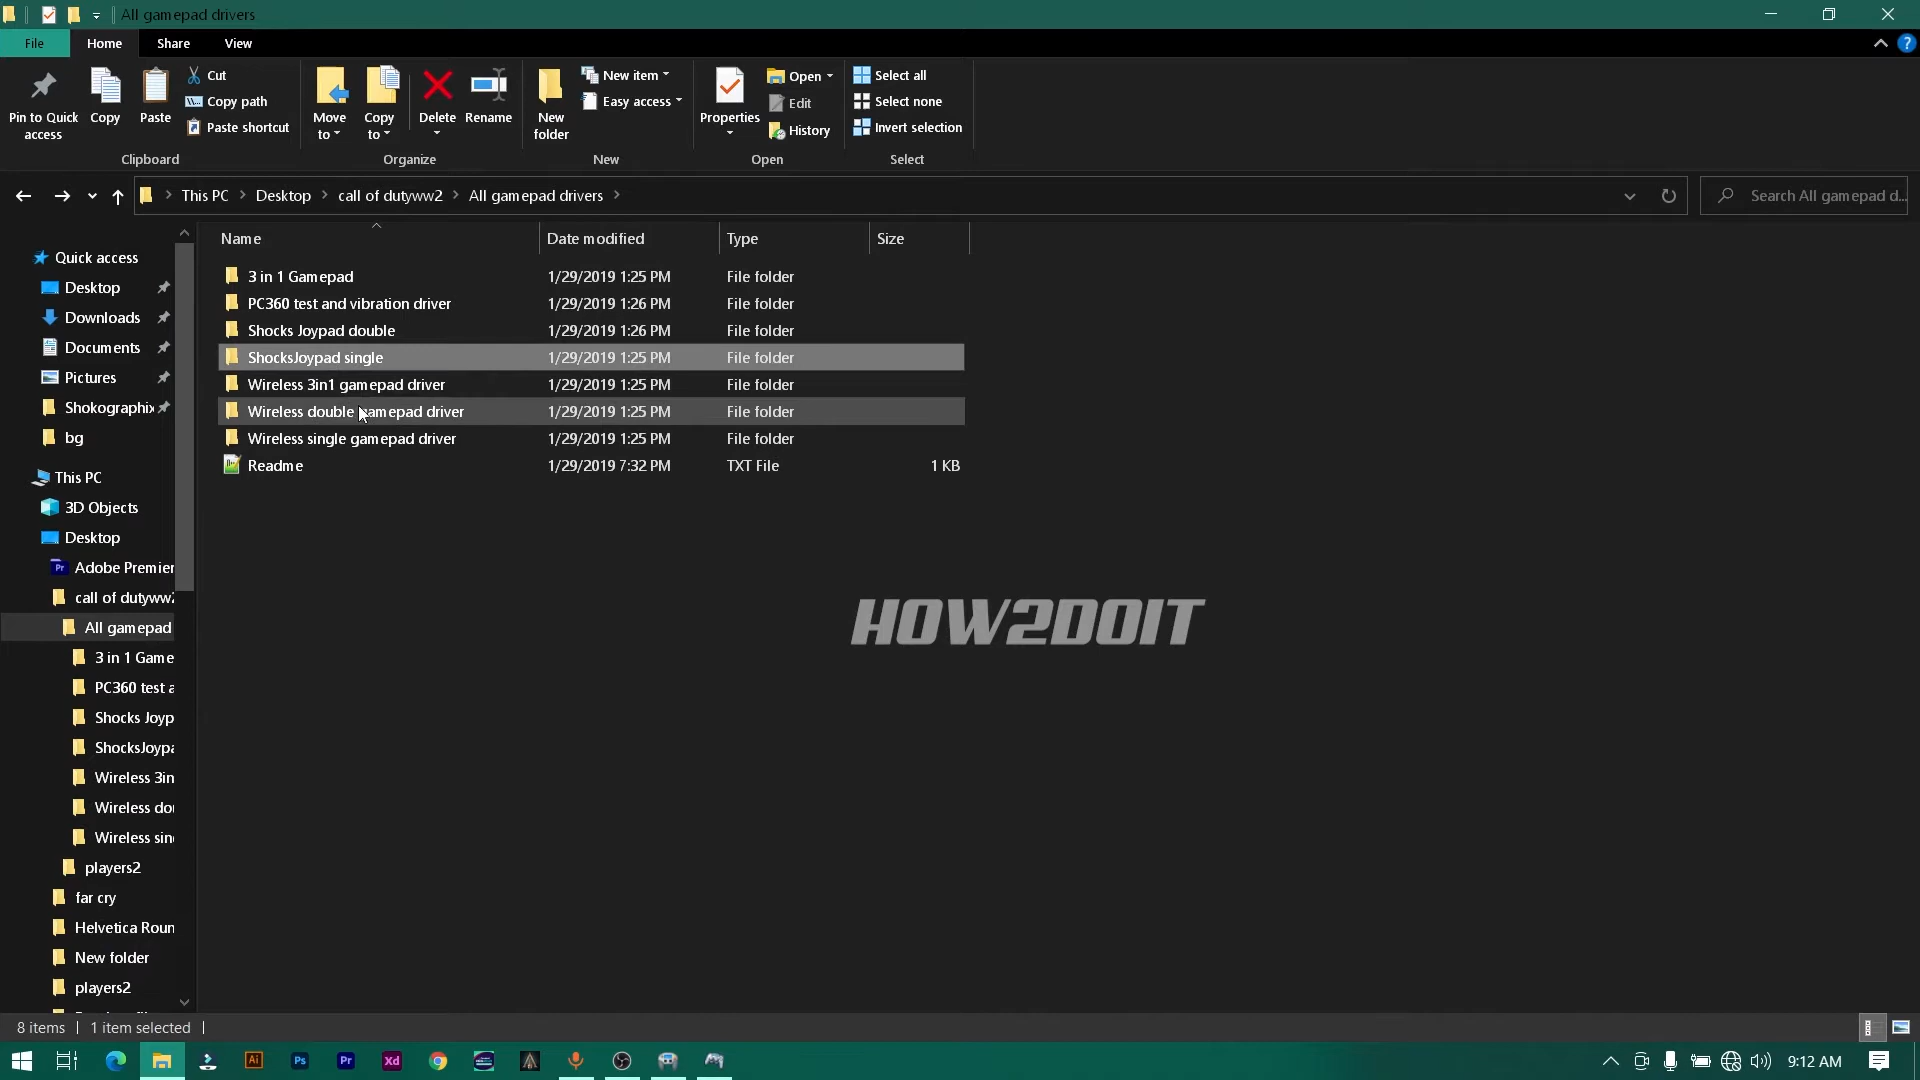 All gamepad drivers
File Home Share View
Pin to Quick access
Copy
Paste
Cut
Copy path
Paste shortcut
Clipboard
Move to
Copy to
Delete
Rename
Organize
New folder
New item
Easy access
New
Properties
Open
Edit
History
Open
Select all
Select none
Invert selection
Select
This PC > Desktop > call of dutyww2 > All gamepad drivers >
Search All gamepad d...
Name Date modified Type Size
3 in 1 Gamepad 1/29/2019 1:25 PM File folder
PC360 test and vibration driver 1/29/2019 1:26 PM File folder
Shocks Joypad double 1/29/2019 1:26 PM File folder
ShocksJoypad single 1/29/2019 1:25 PM File folder
Wireless 3in1 gamepad driver 1/29/2019 1:25 PM File folder
Wireless double gamepad driver 1/29/2019 1:25 PM File folder
Wireless single gamepad driver 1/29/2019 1:25 PM File folder
Readme 1/29/2019 7:32 PM TXT File 1 KB
Quick access
Desktop
Downloads
Documents
Pictures
Shokographix
bg
This PC
3D Objects
Desktop
Pr Adobe Premier
call of dutyww2
All gamepad
3 in 1 Game
PC360 test a
Shocks Joyp
ShocksJoypa
Wireless 3in
Wireless dou
Wireless sin
players2
far cry
Helvetica Roun
New folder
players2
HOW2DOIT
8 items 1 item selected
Ai Ps Pr Xd
9:12 AM